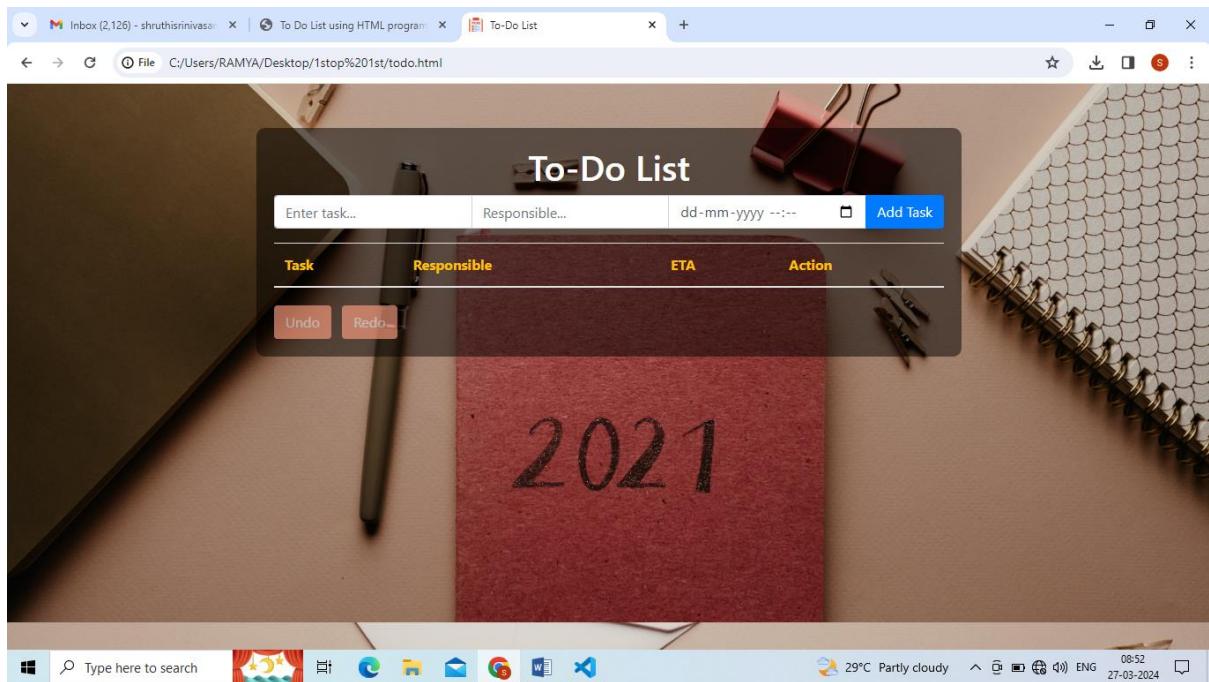 Inbox (2,126) - shruthisrinivasan
To Do List using HTML program
To-Do List
File C:/Users/RAMYA/Desktop/1stop%201st/todo.html
S
To-Do List
Enter task... Responsible... dd-mm-yyyy --:-- Add Task
Task Responsible ETA Action
Undo Redo
2021
Type here to search 29°C Partly cloudy ENG 08:52
27-03-2024